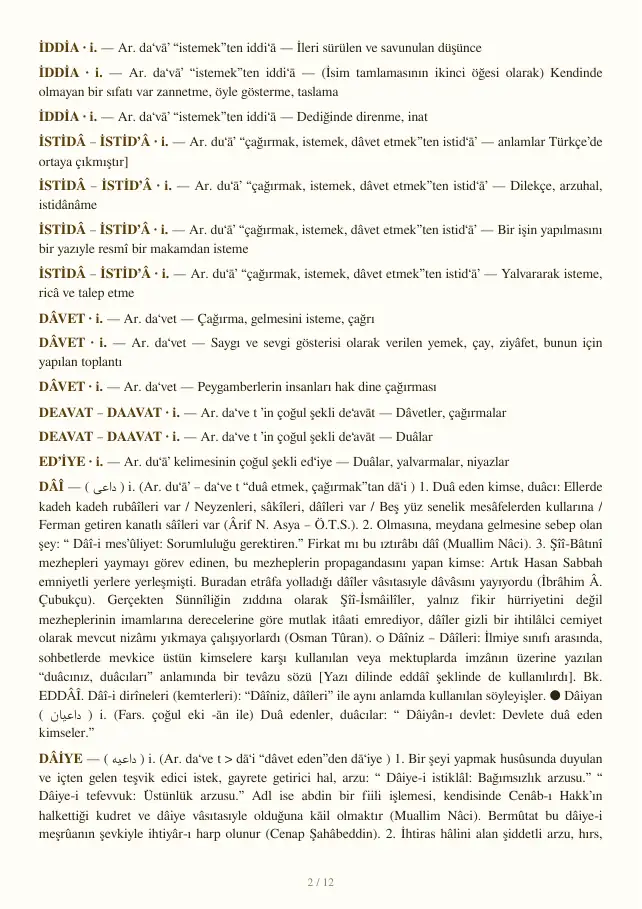 İDDİA · i. — Ar. da‘vā’ “istemek”ten iddi‘ā — İleri sürülen ve savunulan düşünce
İDDİA · i. — Ar. da‘vā’ “istemek”ten iddi‘ā — (İsim tamlamasının ikinci öğesi olarak) Kendinde
olmayan bir sıfatı var zannetme, öyle gösterme, taslama
İDDİA · i. — Ar. da‘vā’ “istemek”ten iddi‘ā — Dediğinde direnme, inat
İSTİDÂ – İSTİD’Â · i. — Ar. du‘ā’ “çağırmak, istemek, dâvet etmek”ten istid‘ā’ — anlamlar Türkçe’de
ortaya çıkmıştır]
İSTİDÂ – İSTİD’Â · i. — Ar. du‘ā’ “çağırmak, istemek, dâvet etmek”ten istid‘ā’ — Dilekçe, arzuhal,
istidânâme
İSTİDÂ – İSTİD’Â · i. — Ar. du‘ā’ “çağırmak, istemek, dâvet etmek”ten istid‘ā’ — Bir işin yapılmasını
bir yazıyle resmî bir makamdan isteme
İSTİDÂ – İSTİD’Â · i. — Ar. du‘ā’ “çağırmak, istemek, dâvet etmek”ten istid‘ā’ — Yalvararak isteme,
ricâ ve talep etme
DÂVET · i. — Ar. da‘vet — Çağırma, gelmesini isteme, çağrı
DÂVET · i. — Ar. da‘vet — Saygı ve sevgi gösterisi olarak verilen yemek, çay, ziyâfet, bunun için
yapılan toplantı
DÂVET · i. — Ar. da‘vet — Peygamberlerin insanları hak dine çağırması
DEAVAT – DAAVAT · i. — Ar. da‘ve t ’in çoğul şekli de‘avāt — Dâvetler, çağırmalar
DEAVAT – DAAVAT · i. — Ar. da‘ve t ’in çoğul şekli de‘avāt — Duâlar
ED’İYE · i. — Ar. du‘ā’ kelimesinin çoğul şekli ed‘iye — Duâlar, yalvarmalar, niyazlar
DÂÎ — ( داعى ) i. (Ar. du‘ā’ – da‘ve t “duâ etmek, çağırmak”tan dā‘і ) 1. Duâ eden kimse, duâcı: Ellerde
kadeh kadeh rubâîleri var / Neyzenleri, sâkîleri, dâîleri var / Beş yüz senelik mesâfelerden kullarına /
Ferman getiren kanatlı sâîleri var (Ârif N. Asya – Ö.T.S.). 2. Olmasına, meydana gelmesine sebep olan
şey: “ Dâî-i mes’ûliyet: Sorumluluğu gerektiren.” Firkat mı bu ıztırâbı dâî (Muallim Nâci). 3. Şîî-Bâtınî
mezhepleri yaymayı görev edinen, bu mezheplerin propagandasını yapan kimse: Artık Hasan Sabbah
emniyetli yerlere yerleşmişti. Buradan etrâfa yolladığı dâîler vâsıtasıyle dâvâsını yayıyordu (İbrâhim Â.
Çubukçu). Gerçekten Sünnîliğin zıddına olarak Şîî-İsmâilîler, yalnız fikir hürriyetini değil
mezheplerinin imamlarına derecelerine göre mutlak itâati emrediyor, dâîler gizli bir ihtilâlci cemiyet
olarak mevcut nizâmı yıkmaya çalışıyorlardı (Osman Tûran). ○ Dâîniz – Dâîleri: İlmiye sınıfı arasında,
sohbetlerde mevkice üstün kimselere karşı kullanılan veya mektuplarda imzânın üzerine yazılan
“duâcınız, duâcıları” anlamında bir tevâzu sözü [Yazı dilinde eddâî şeklinde de kullanılırdı]. Bk.
EDDÂÎ. Dâî-i dirîneleri (kemterleri): “Dâîniz, dâîleri” ile aynı anlamda kullanılan söyleyişler. ● Dâiyan
( داعيان ) i. (Fars. çoğul eki -ān ile) Duâ edenler, duâcılar: “ Dâiyân-ı devlet: Devlete duâ eden
kimseler.”
DÂİYE — ( داعيه ) i. (Ar. da‘ve t > dā‘i “dâvet eden”den dā‘iye ) 1. Bir şeyi yapmak husûsunda duyulan
ve içten gelen teşvik edici istek, gayrete getirici hal, arzu: “ Dâiye-i istiklâl: Bağımsızlık arzusu.” “
Dâiye-i tefevvuk: Üstünlük arzusu.” Adl ise abdin bir fiili işlemesi, kendisinde Cenâb-ı Hakk’ın
halkettiği kudret ve dâiye vâsıtasıyle olduğuna kāil olmaktır (Muallim Nâci). Bermûtat bu dâiye-i
meşrûanın şevkiyle ihtiyâr-ı harp olunur (Cenap Şahâbeddin). 2. İhtiras hâlini alan şiddetli arzu, hırs,
2 / 12